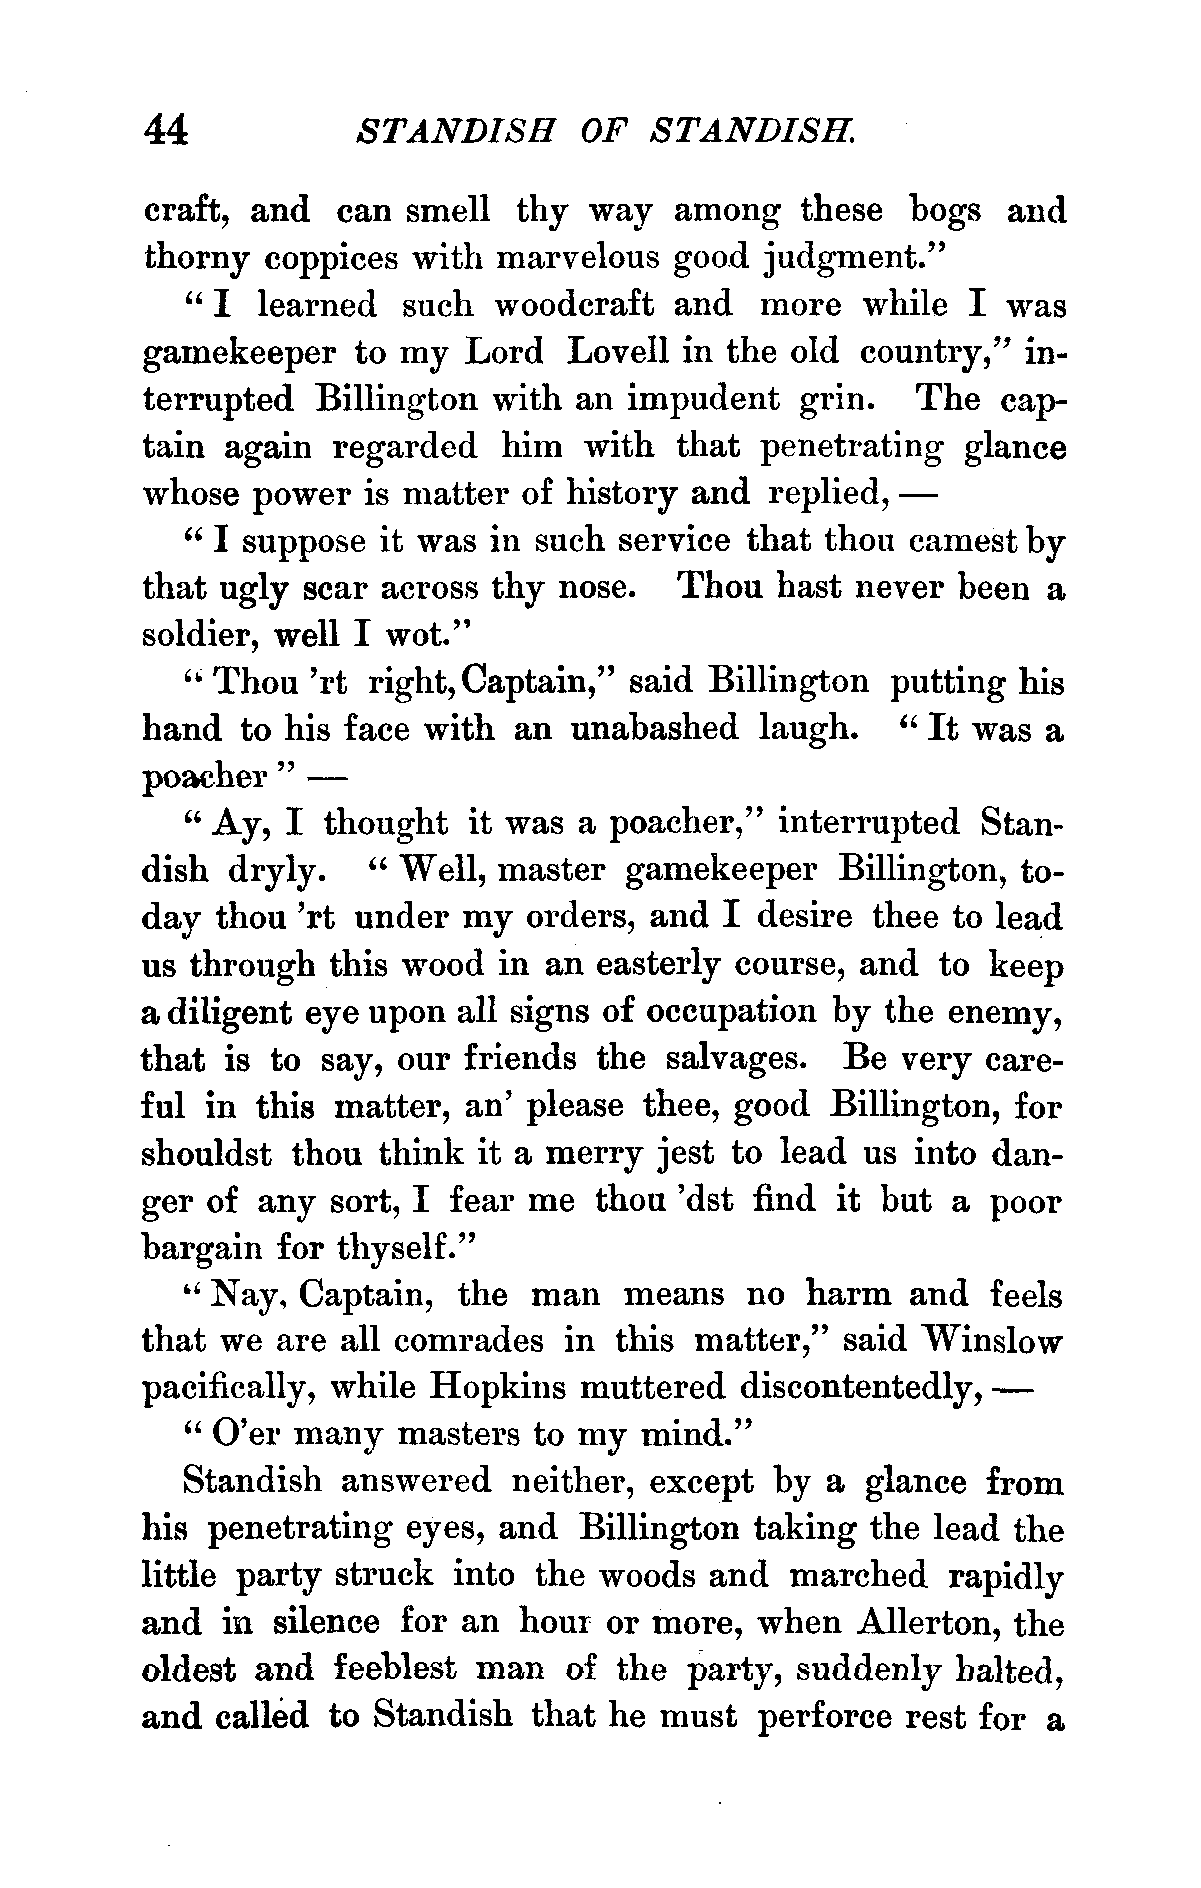 44 STANDISH OF STANDISH.
craft, and can smell thy way among these bogs and
thorny coppices with marvelous good judgment."
"I learned such woodcraft and more while I was
gamekeeper to my Lord Lovell in the old country," in-
terrupted Billington with an impudent grin. The cap-
tain again regarded him with that penetrating glance
whose power is matter of history and replied, —
"I suppose it was in such service that thou camest by
that ugly scar across thy nose. Thou hast never been a
soldier, well I wot."
"Thou 'rt right, Captain," said Billington putting his
hand to his face with an unabashed laugh. "It was a
poacher" —
"Ay, I thought it was a poacher," interrupted Stan-
dish dryly. "Well, master gamekeeper Billington, to-
day thou 'rt under my orders, and I desire thee to lead
us through this wood in an easterly course, and to keep
a diligent eye upon all signs of occupation by the enemy,
that is to say, our friends the salvages. Be very care-
ful in this matter, an' please thee, good Billington, for
shouldst thou think it a merry jest to lead us into dan-
ger of any sort, I fear me thou 'dst find it but a poor
bargain for thyself."
"Nay, Captain, the man means no harm and feels
that we are all comrades in this matter," said Winslow
pacifically, while Hopkins muttered discontentedly, —
"O'er many masters to my mind."
Standish answered neither, except by a glance from
his penetrating eyes, and Billington taking the lead the
little party struck into the woods and marched rapidly
and in silence for an hour or more, when Allerton, the
oldest and feeblest man of the party, suddenly halted,
and called to Standish that he must perforce rest for a